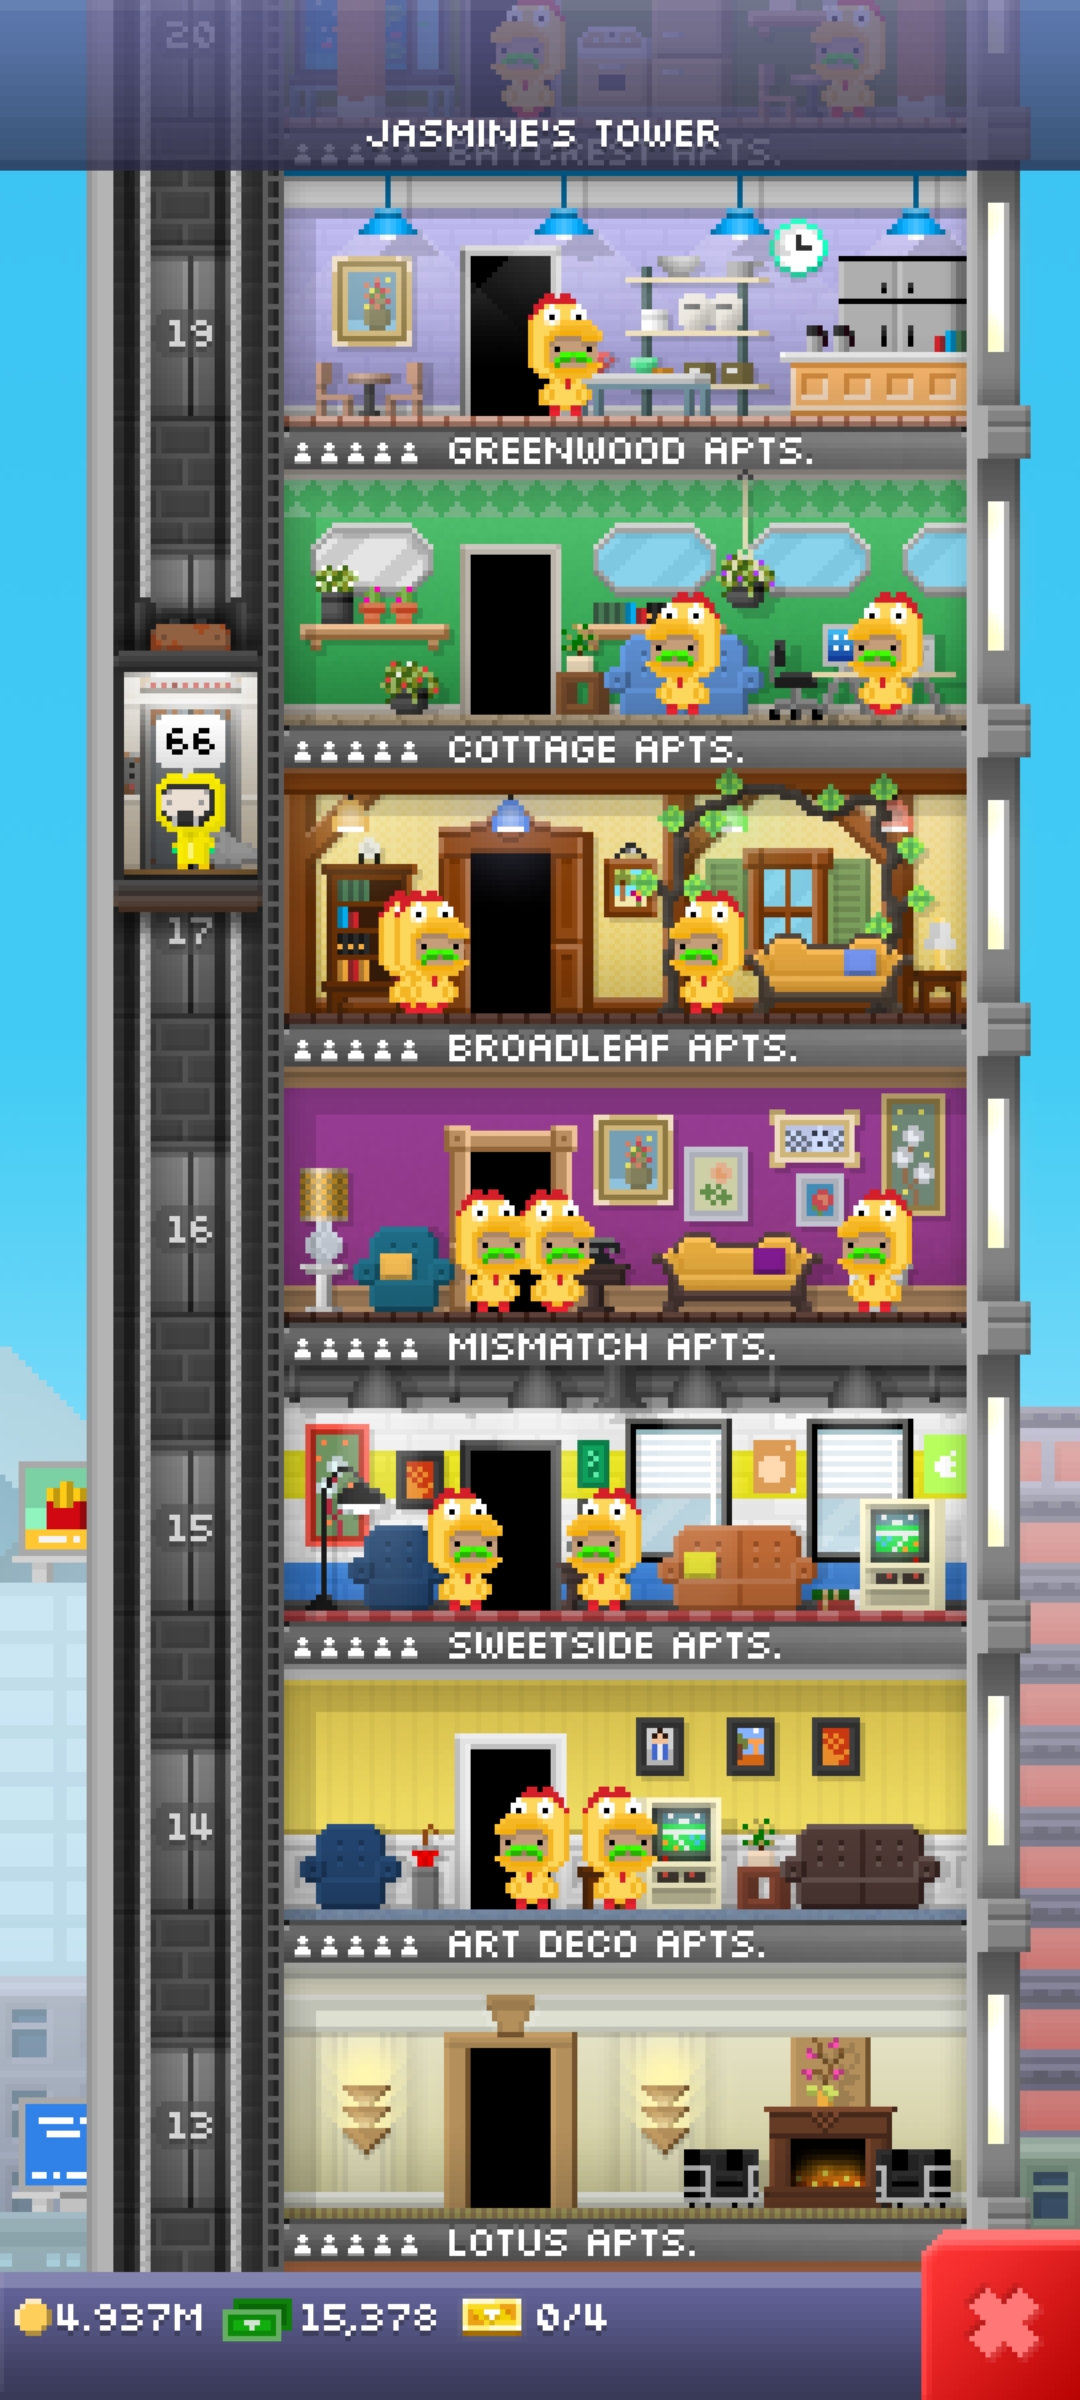 20
JASMINE'S TOWER
BAYCREST APTS.
19
GREENWOOD APTS.
COTTAGE APTS.
66
17
BROADLEAF APTS.
16
MISMATCH APTS.
15
SWEETSIDE APTS.
14
ART DECO APTS.
13
LOTUS APTS.
4.937M 15,378 0/4